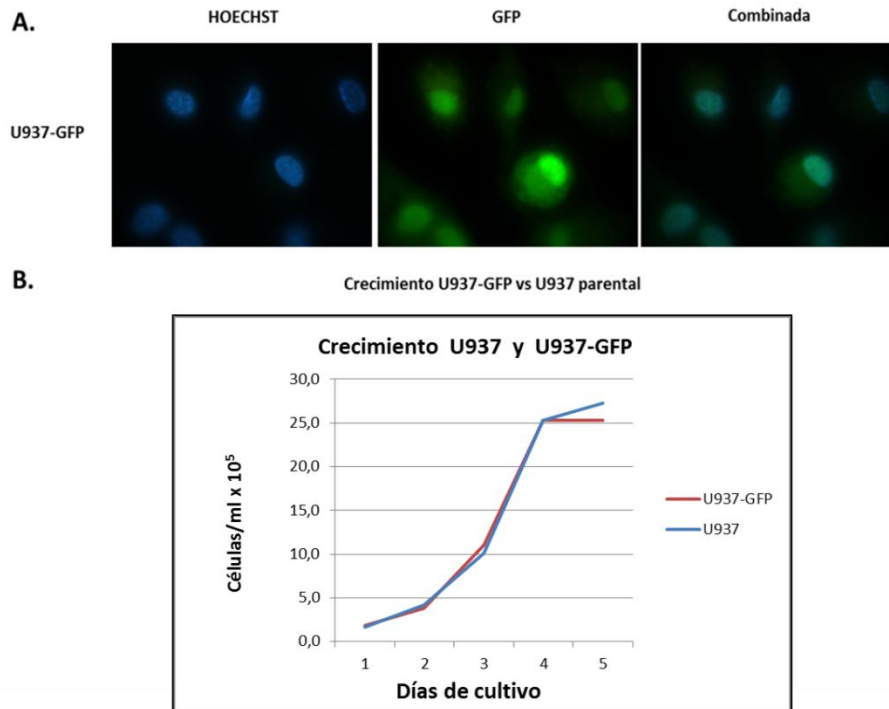 A.
HOECHST
GFP
Combinada
U937-GFP
B.
Crecimiento U937-GFP vs U937 parental
Crecimiento U937 y U937-GFP
30,0
25,0
20,0
15,0
10,0
5,0
0,0
Células/ml x 10⁵
1 2 3 4 5
Días de cultivo
U937-GFP
U937